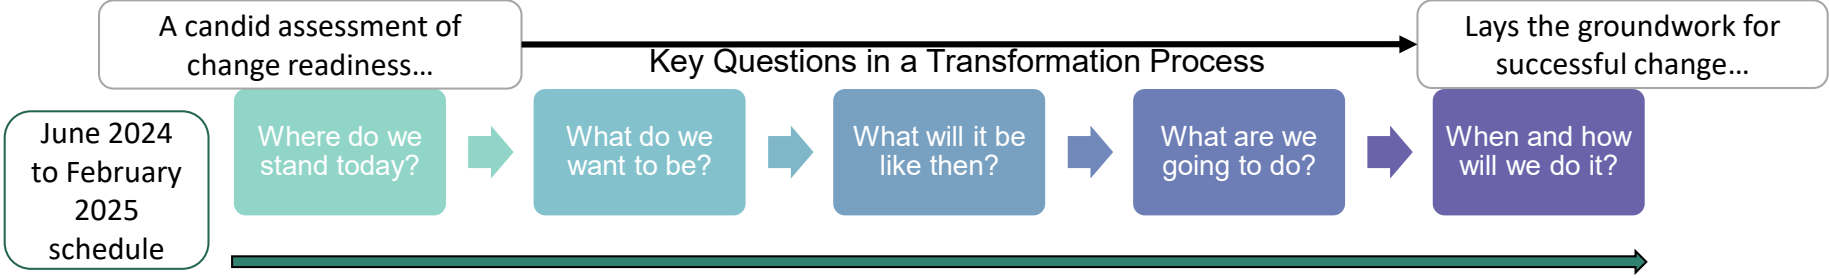 A candid assessment of
change readiness...
Lays the groundwork for
successful change...
Key Questions in a Transformation Process
June 2024
to February
2025
schedule
Where do we
stand today?
What do we
want to be?
What will it be
like then?
What are we
going to do?
When and how
will we do it?